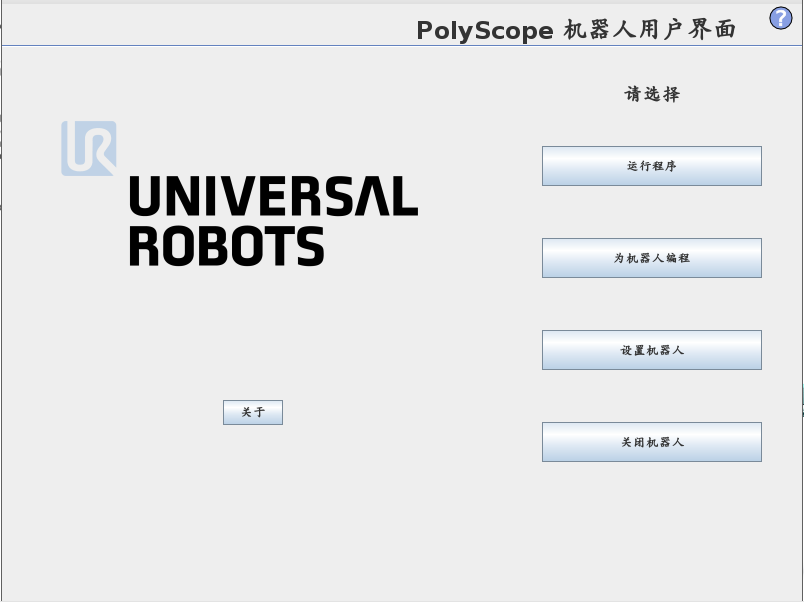 PolyScope 机器人用户界面
?
请选择
UR
UNIVERSAL
ROBOTS
运行程序
为机器人编程
设置机器人
关于
关闭机器人